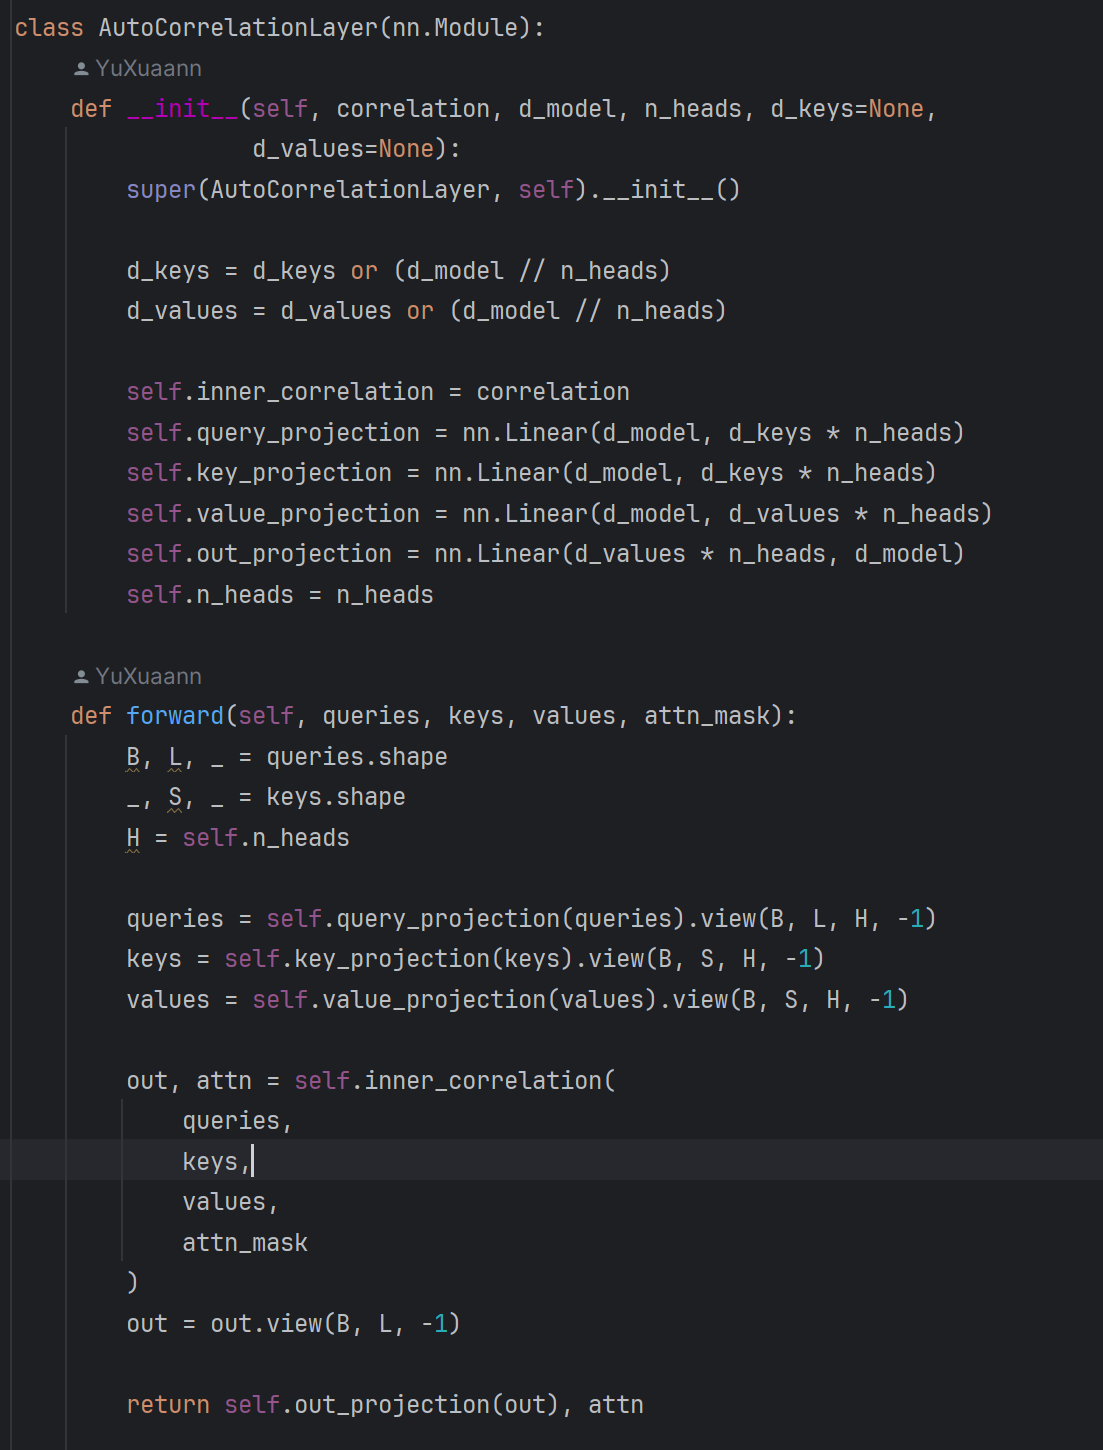 class AutoCorrelationLayer(nn.Module):
YuXuaann
def __init__(self, correlation, d_model, n_heads, d_keys=None,
d_values=None):
super(AutoCorrelationLayer, self).__init__()
d_keys = d_keys or (d_model // n_heads)
d_values = d_values or (d_model // n_heads)
self.inner_correlation = correlation
self.query_projection = nn.Linear(d_model, d_keys * n_heads)
self.key_projection = nn.Linear(d_model, d_keys * n_heads)
self.value_projection = nn.Linear(d_model, d_values * n_heads)
self.out_projection = nn.Linear(d_values * n_heads, d_model)
self.n_heads = n_heads
YuXuaann
def forward(self, queries, keys, values, attn_mask):
B, L, _ = queries.shape
_, S, _ = keys.shape
H = self.n_heads
queries = self.query_projection(queries).view(B, L, H, -1)
keys = self.key_projection(keys).view(B, S, H, -1)
values = self.value_projection(values).view(B, S, H, -1)
out, attn = self.inner_correlation(
queries,
keys,
values,
attn_mask
)
out = out.view(B, L, -1)
return self.out_projection(out), attn